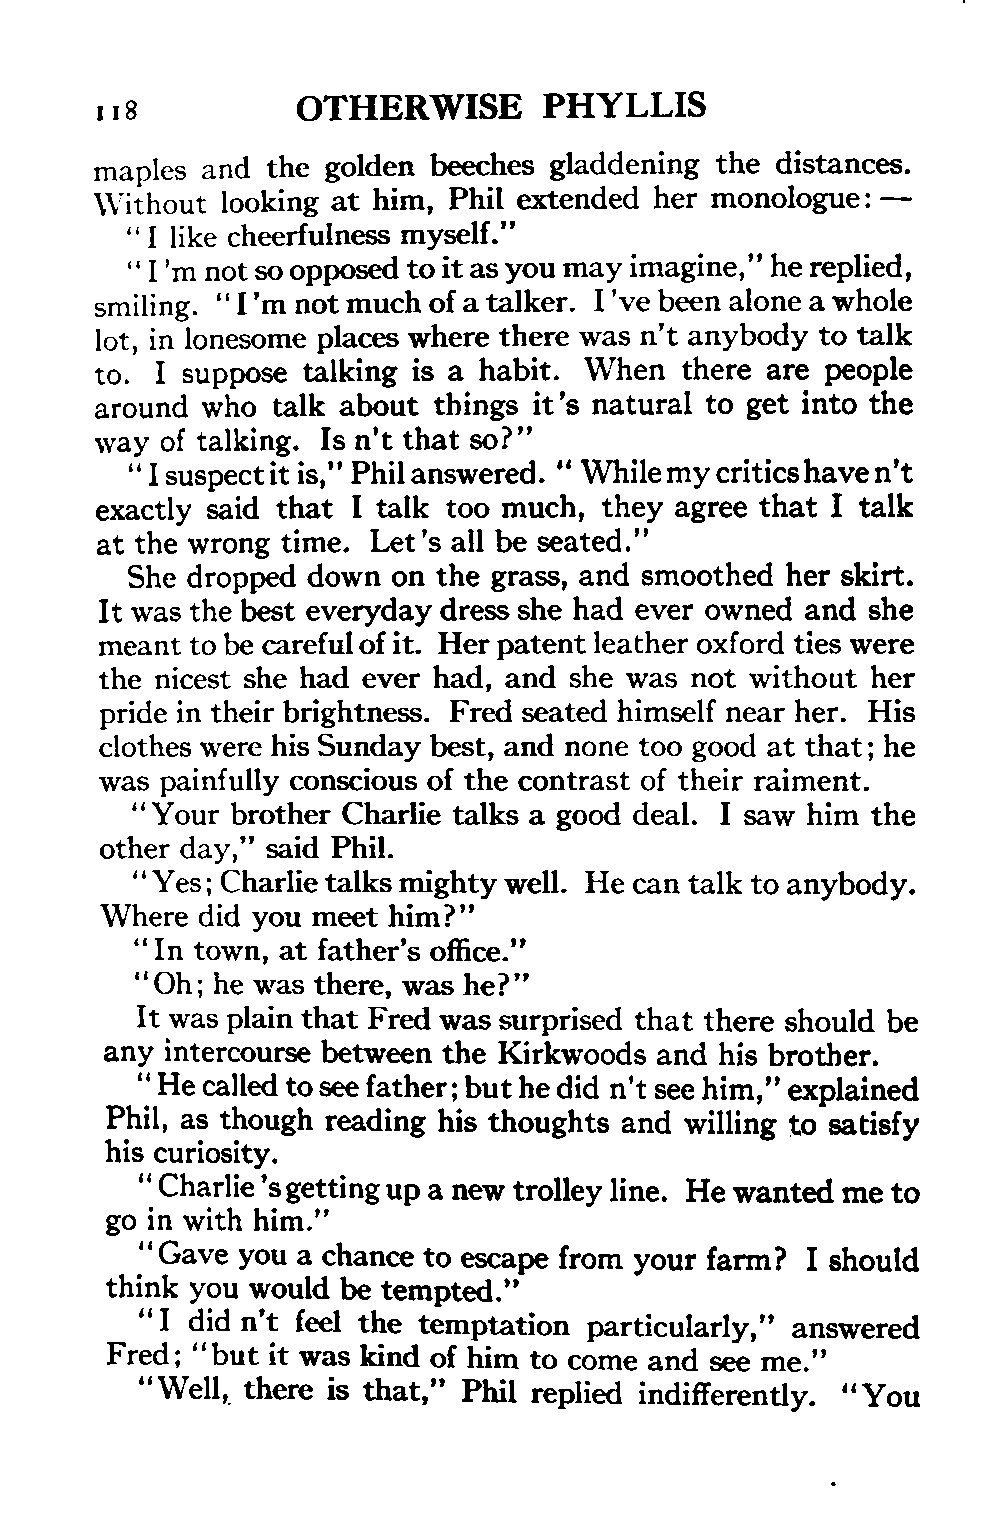 118 OTHERWISE PHYLLIS
maples and the golden beeches gladdening the distances.
Without looking at him, Phil extended her monologue: —
"I like cheerfulness myself."
"I'm not so opposed to it as you may imagine," he replied,
smiling. "I'm not much of a talker. I've been alone a whole
lot, in lonesome places where there was n't anybody to talk
to. I suppose talking is a habit. When there are people
around who talk about things it's natural to get into the
way of talking. Is n't that so?"
"I suspect it is," Phil answered. "While my critics have n't
exactly said that I talk too much, they agree that I talk
at the wrong time. Let's all be seated."
She dropped down on the grass, and smoothed her skirt.
It was the best everyday dress she had ever owned and she
meant to be careful of it. Her patent leather oxford ties were
the nicest she had ever had, and she was not without her
pride in their brightness. Fred seated himself near her. His
clothes were his Sunday best, and none too good at that; he
was painfully conscious of the contrast of their raiment.
"Your brother Charlie talks a good deal. I saw him the
other day," said Phil.
"Yes; Charlie talks mighty well. He can talk to anybody.
Where did you meet him?"
"In town, at father's office."
"Oh; he was there, was he?"
It was plain that Fred was surprised that there should be
any intercourse between the Kirkwoods and his brother.
"He called to see father; but he did n't see him," explained
Phil, as though reading his thoughts and willing to satisfy
his curiosity.
"Charlie's getting up a new trolley line. He wanted me to
go in with him."
"Gave you a chance to escape from your farm? I should
think you would be tempted."
"I did n't feel the temptation particularly," answered
Fred; "but it was kind of him to come and see me."
"Well, there is that," Phil replied indifferently. "You